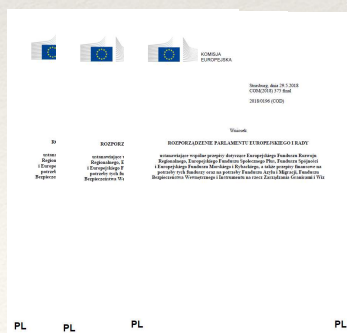 KOMISJA
EUROPEJSKA
Strasburg, dnia 29.5.2018
COM(2018) 375 final
2018/0196 (COD)
Wniosek
ROZPORZĄDZENIE PARLAMENTU EUROPEJSKIEGO I RADY
ustanawiające wspólne przepisy dotyczące Europejskiego Funduszu Rozwoju
Regionalnego, Europejskiego Funduszu Społecznego Plus, Funduszu Spójności
i Europejskiego Funduszu Morskiego i Rybackiego, a także przepisy finansowe na
potrzeby tych funduszy oraz na potrzeby Funduszu Azylu i Migracji, Funduszu
Bezpieczeństwa Wewnętrznego i Instrumentu na rzecz Zarządzania Granicami i Wiz
PL
PL
PL
PL